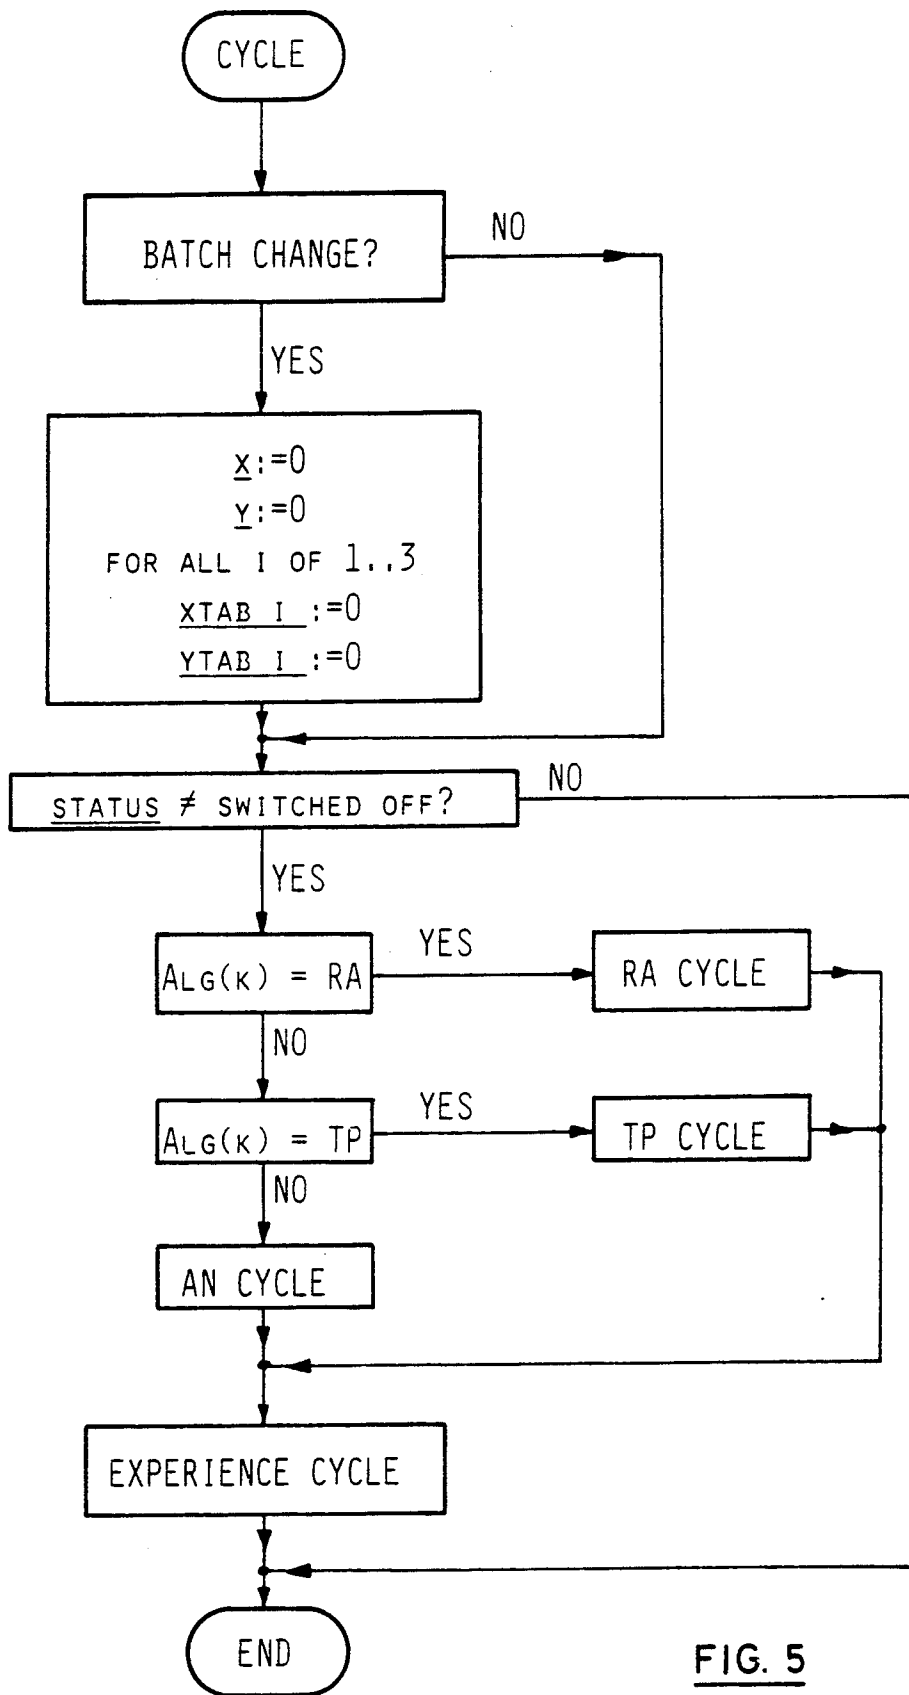 CYCLE
BATCH CHANGE?
NO
YES
X:=0
Y:=0
FOR ALL I OF 1..3
XTAB I :=0
YTAB I :=0
STATUS ≠ SWITCHED OFF?
NO
YES
ALG(K) = RA
YES
RA CYCLE
NO
ALG(K) = TP
YES
TP CYCLE
NO
AN CYCLE
EXPERIENCE CYCLE
END
FIG. 5